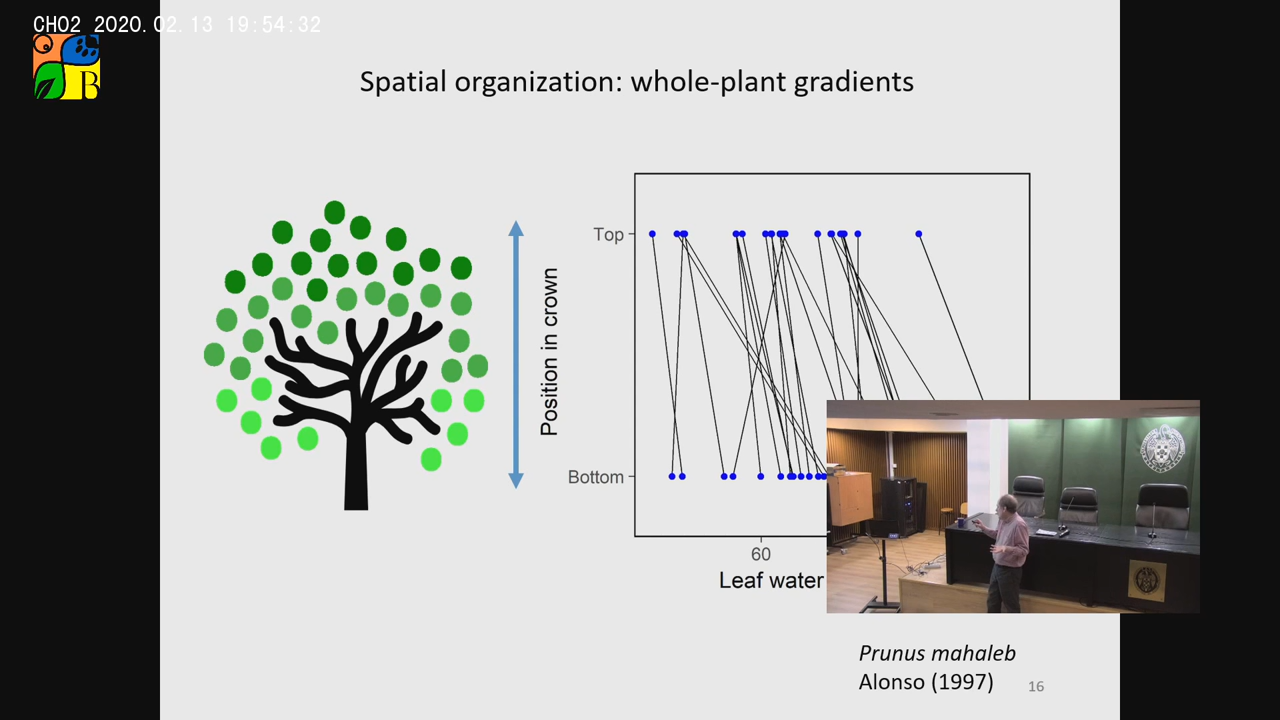 CH02 2020.02.13 19:54:32
B
Spatial organization: whole-plant gradients
Position in crown
Top
Bottom
60
Leaf water
Prunus mahaleb
Alonso (1997)
16